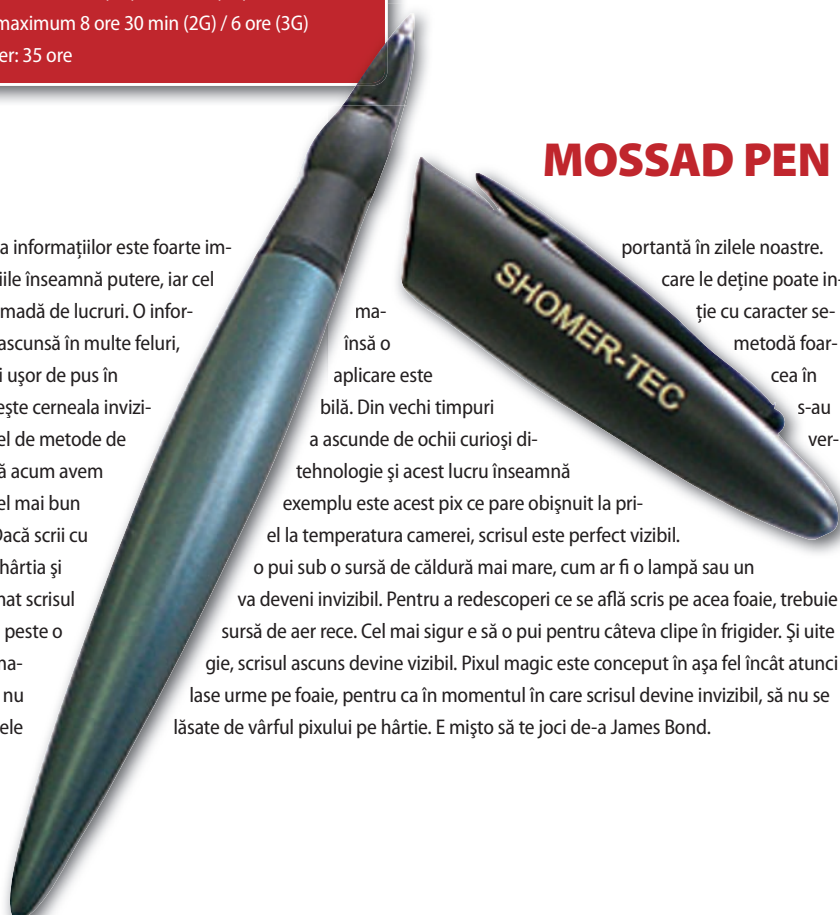 maximum 8 ore 30 min (2G) / 6 ore (3G)
er: 35 ore
MOSSAD PEN
SHOMER-TEC
a informațiilor este foarte im- portantă în zilele noastre.
iile înseamnă putere, iar cel care le deține poate in-
madă de lucruri. O infor- ma- ție cu caracter se-
ascunsă în multe feluri, însă o metodă foar-
i uşor de pus în aplicare este cea în
eşte cerneala invizi- bilă. Din vechi timpuri s-au
el de metode de a ascunde de ochii curioşi di- ver-
ă acum avem tehnologie şi acest lucru înseamnă
el mai bun exemplu este acest pix ce pare obişnuit la pri-
Dacă scrii cu el la temperatura camerei, scrisul este perfect vizibil.
hârtia şi o pui sub o sursă de căldură mai mare, cum ar fi o lampă sau un
nat scrisul va deveni invizibil. Pentru a redescoperi ce se află scris pe acea foaie, trebuie
peste o sursă de aer rece. Cel mai sigur e să o pui pentru câteva clipe în frigider. Şi uite
ma- gie, scrisul ascuns devine vizibil. Pixul magic este conceput în aşa fel încât atunci
nu lase urme pe foaie, pentru ca în momentul în care scrisul devine invizibil, să nu se
ele lăsate de vârful pixului pe hârtie. E mişto să te joci de-a James Bond.